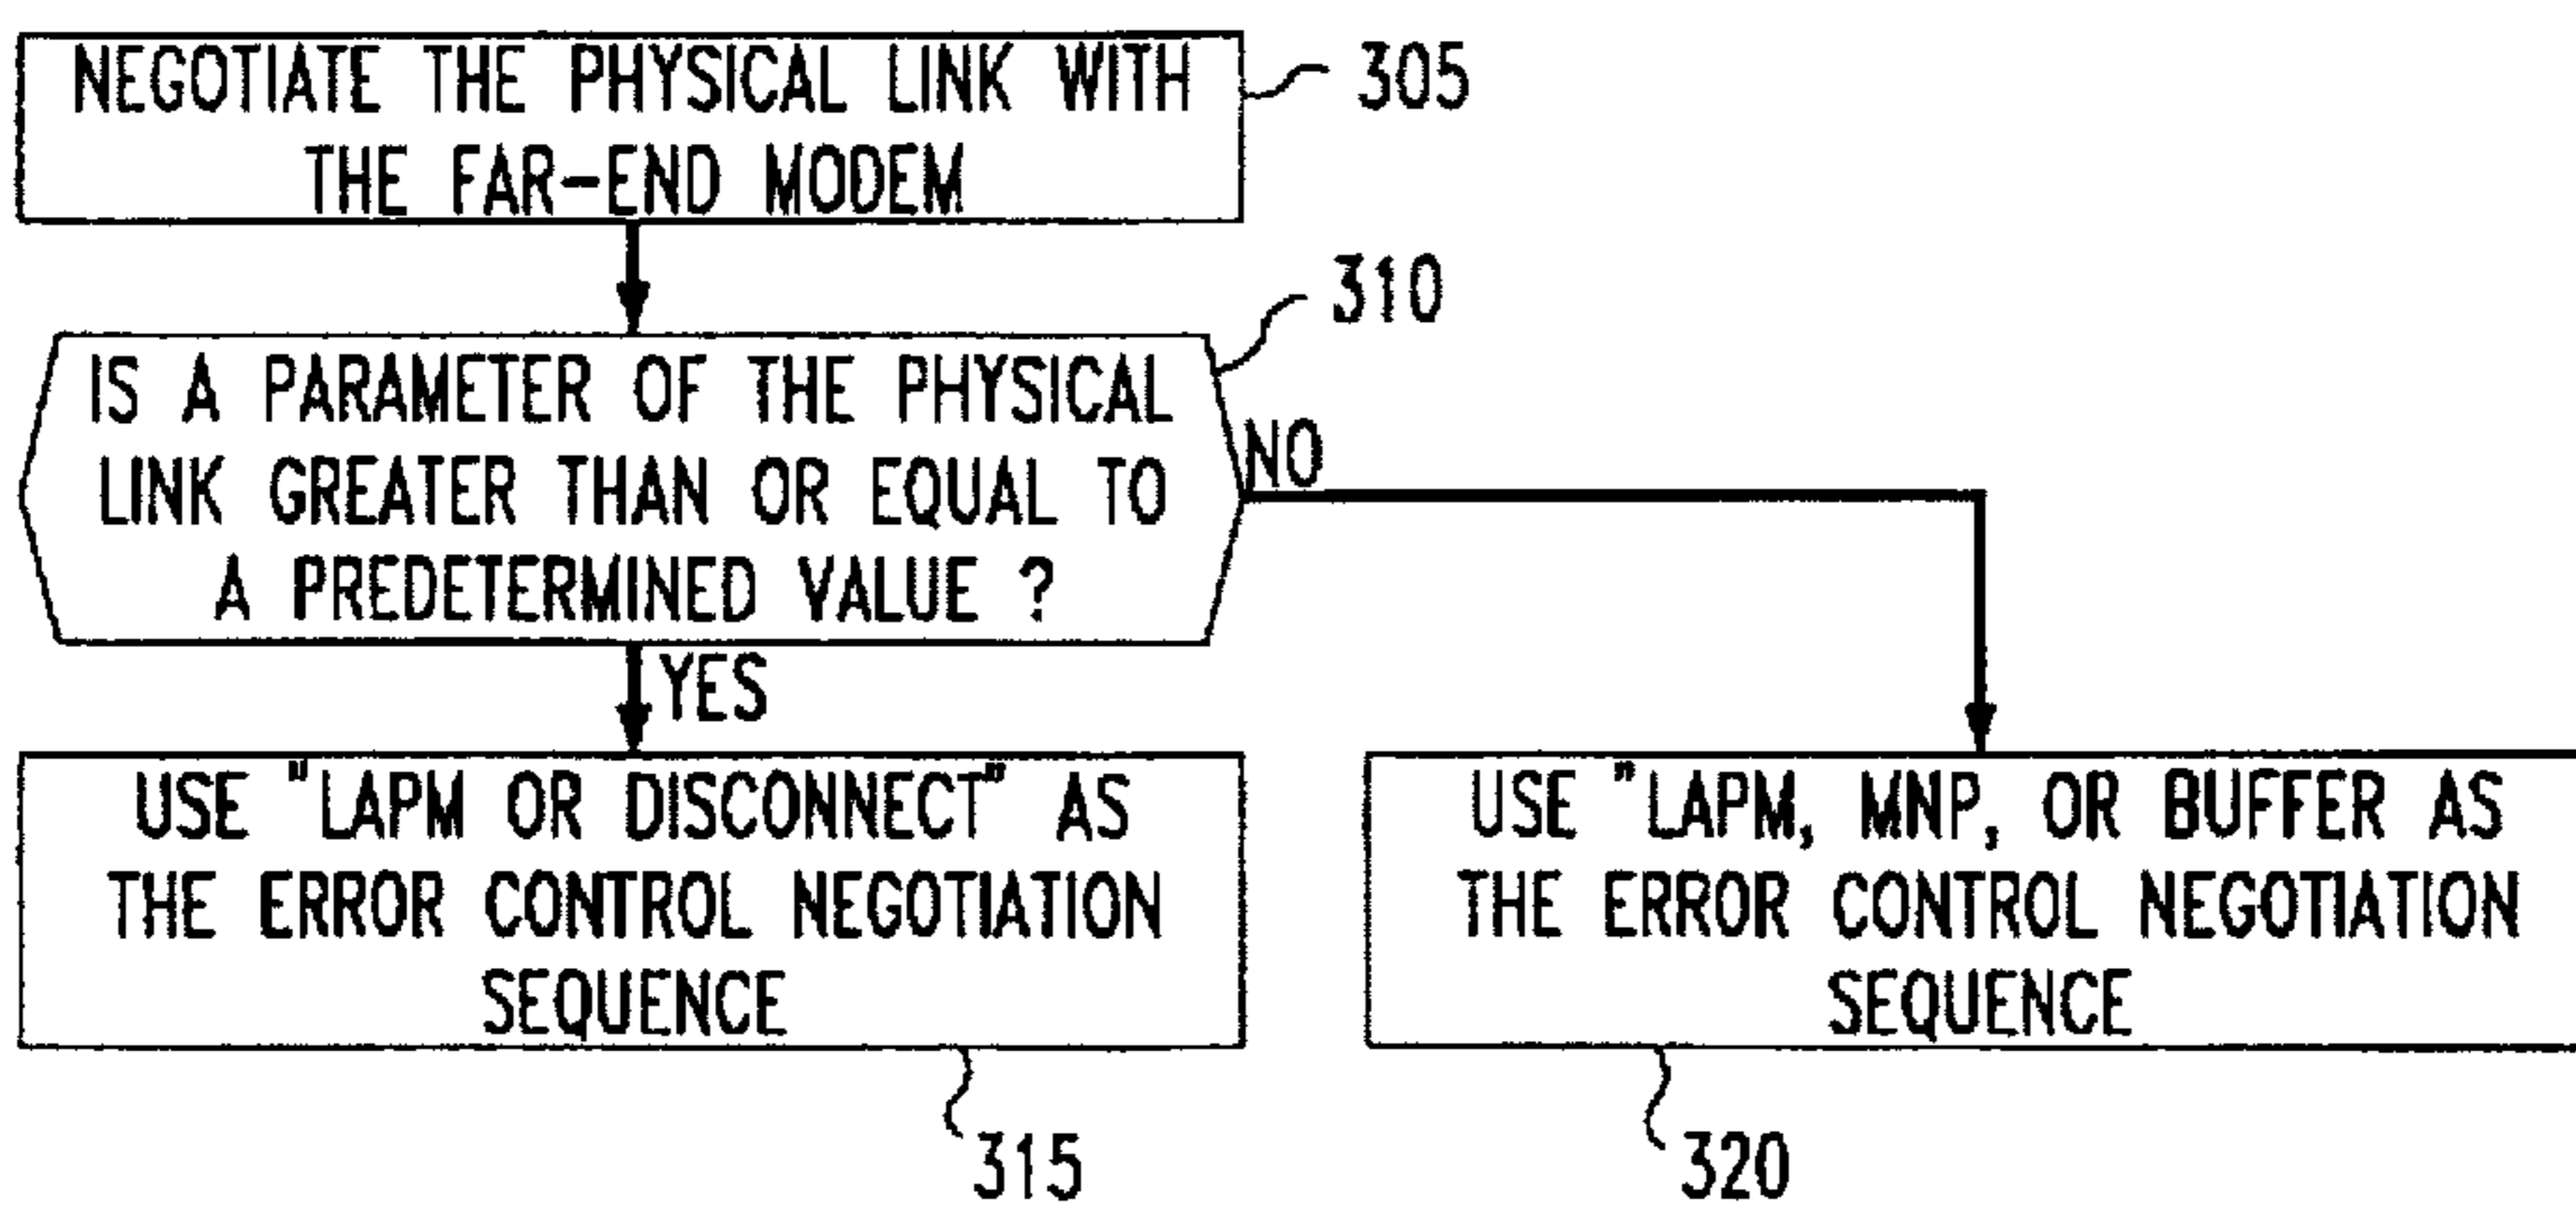 NEGOTIATE THE PHYSICAL LINK WITH
THE FAR-END MODEM
305
310
IS A PARAMETER OF THE PHYSICAL
LINK GREATER THAN OR EQUAL TO
A PREDETERMINED VALUE ?
NO
YES
USE "LAPM OR DISCONNECT" AS
THE ERROR CONTROL NEGOTIATION
SEQUENCE
315
USE "LAPM, MNP, OR BUFFER AS
THE ERROR CONTROL NEGOTIATION
SEQUENCE
320